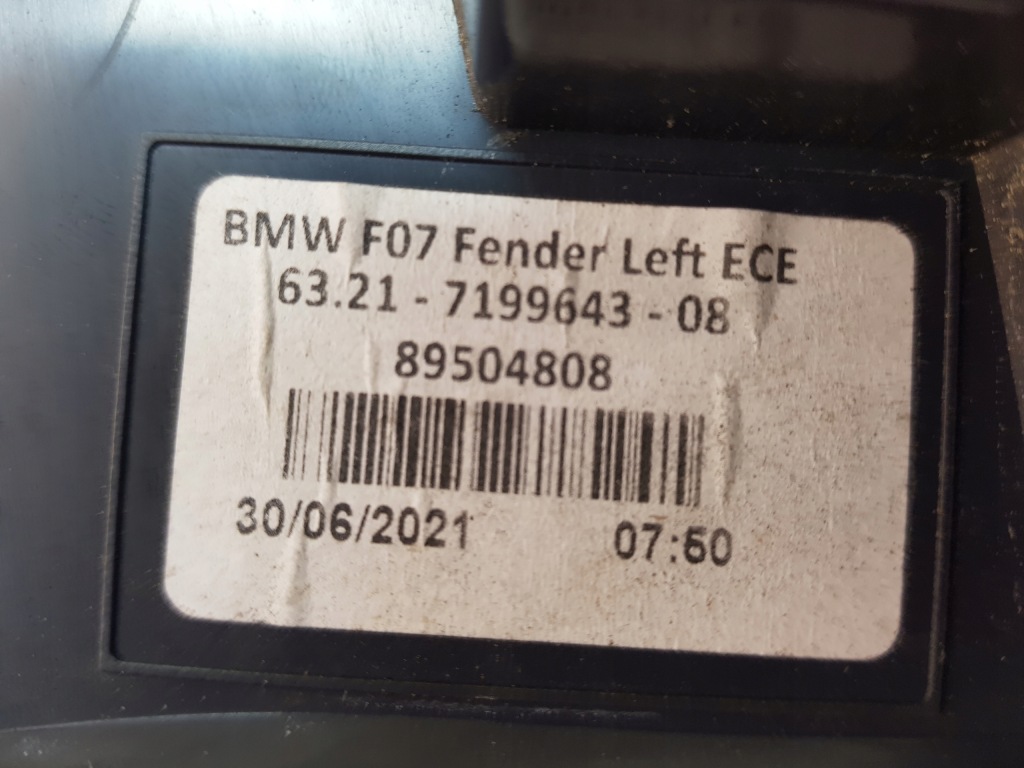 BMW F07 Fender Left ECE
63.21 - 7199643 - 08
89504808
30/06/2021 07:50